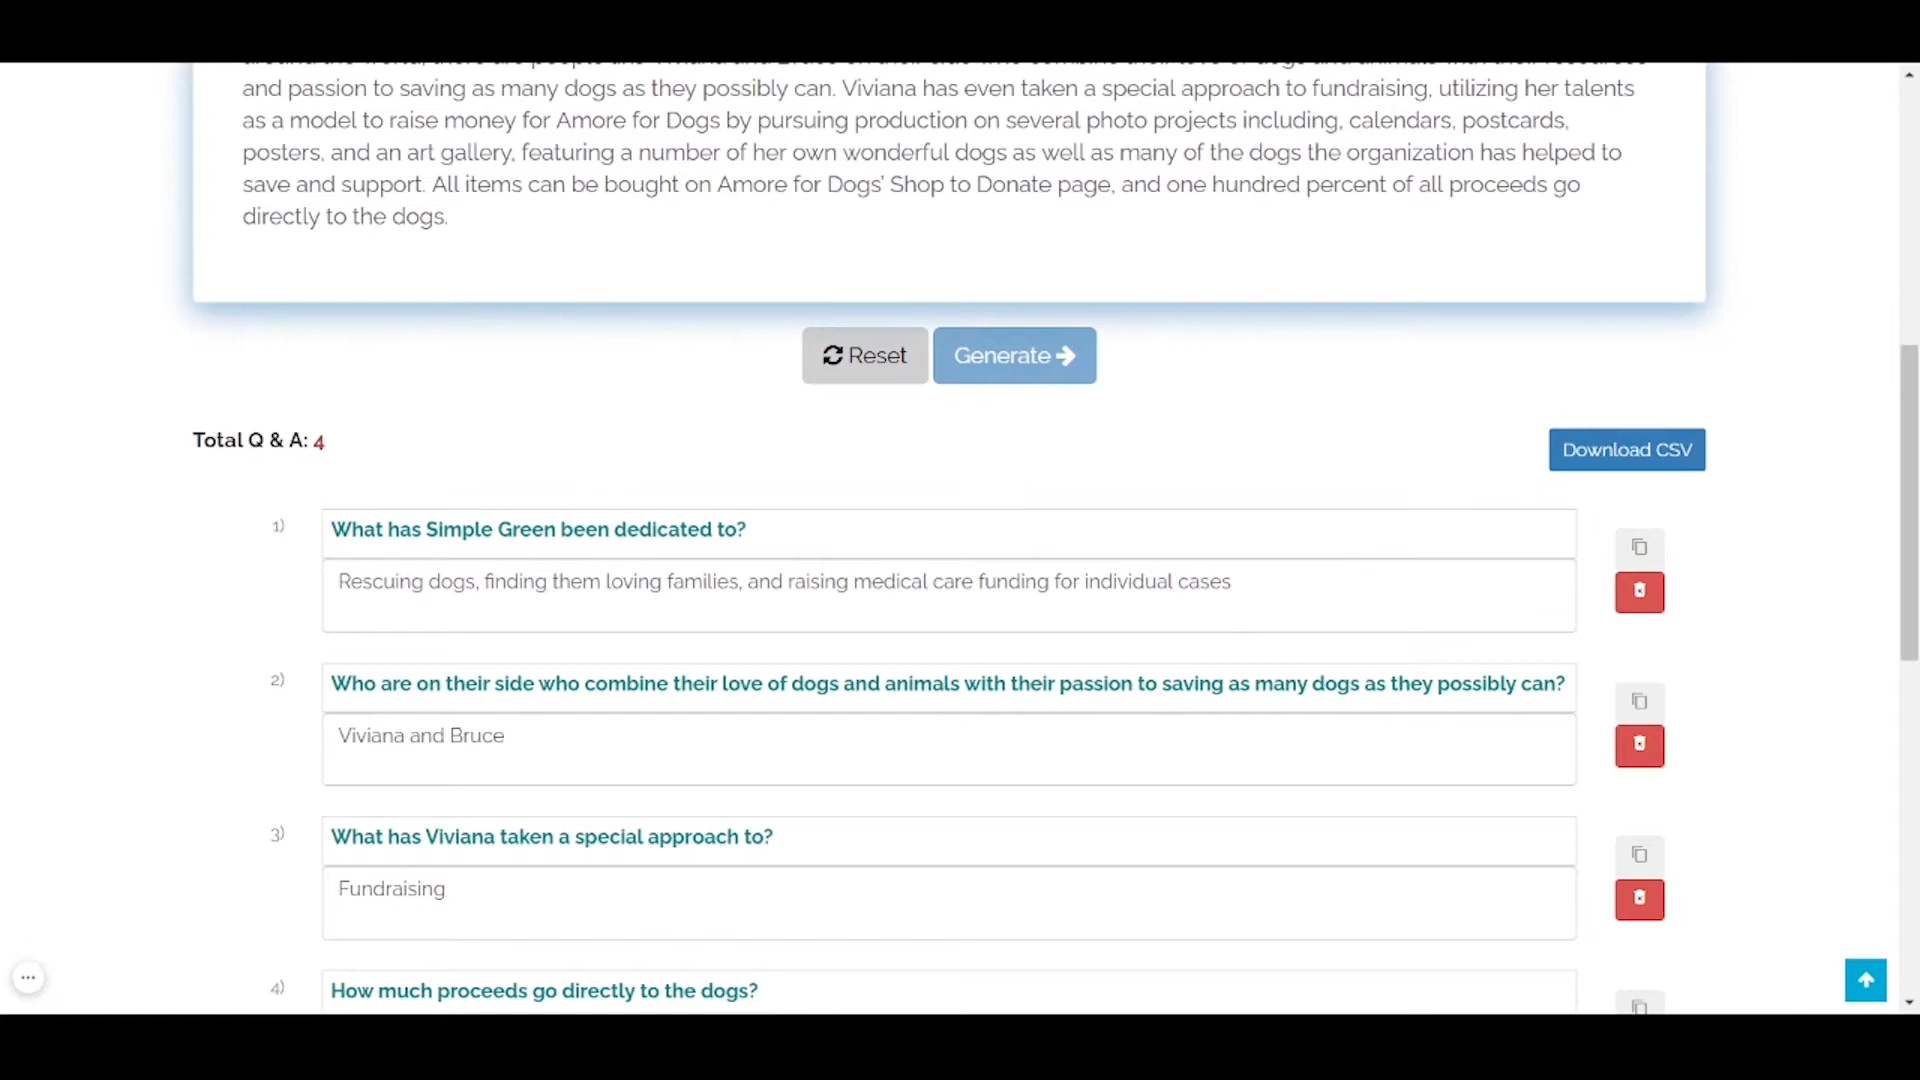 and passion to saving as many dogs as they possibly can. Viviana has even taken a special approach to fundraising, utilizing her talents
as a model to raise money for Amore for Dogs by pursuing production on several photo projects including, calendars, postcards,
posters, and an art gallery, featuring a number of her own wonderful dogs as well as many of the dogs the organization has helped to
save and support. All items can be bought on Amore for Dogs’ Shop to Donate page, and one hundred percent of all proceeds go
directly to the dogs.
Reset Generate
Total Q & A: 4
Download CSV
1) What has Simple Green been dedicated to?
Rescuing dogs, finding them loving families, and raising medical care funding for individual cases
2) Who are on their side who combine their love of dogs and animals with their passion to saving as many dogs as they possibly can?
Viviana and Bruce
3) What has Viviana taken a special approach to?
Fundraising
4) How much proceeds go directly to the dogs?